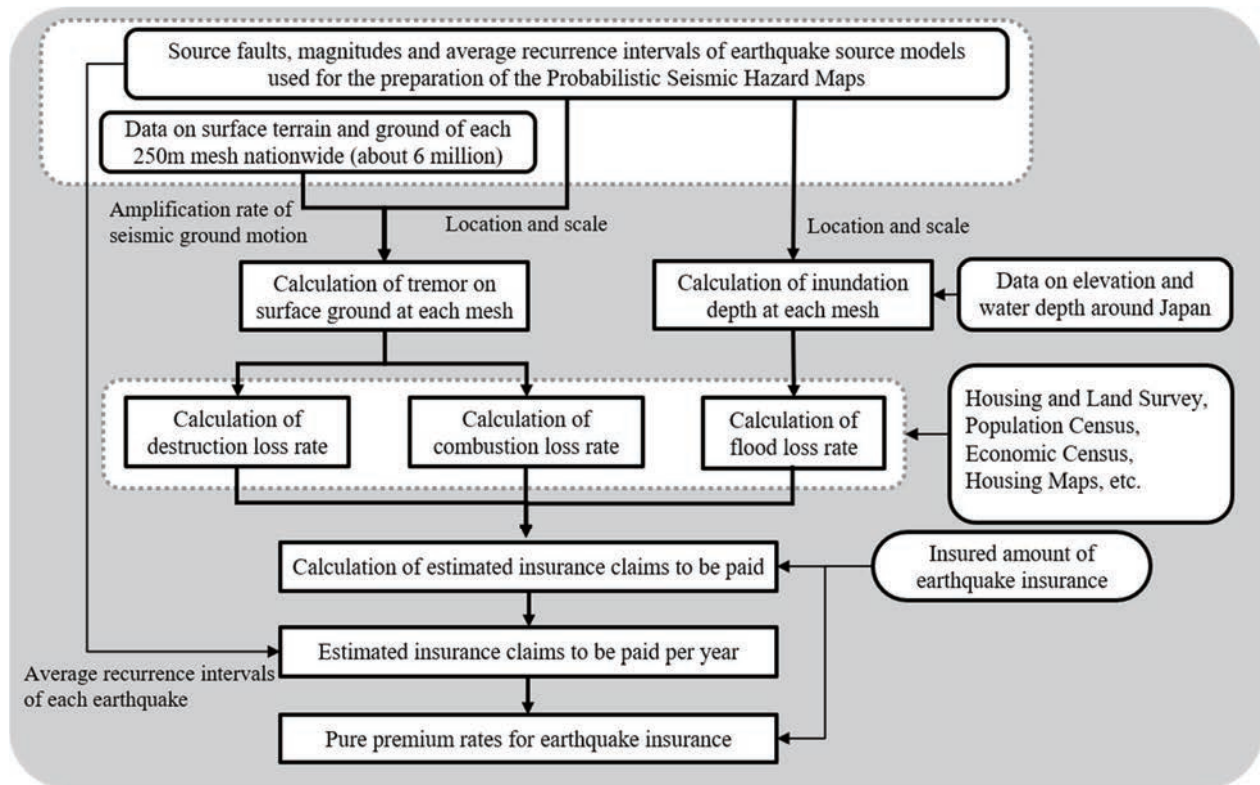 Source faults, magnitudes and average recurrence intervals of earthquake source models
used for the preparation of the Probabilistic Seismic Hazard Maps
Data on surface terrain and ground of each
250m mesh nationwide (about 6 million)
Amplification rate of
seismic ground motion
Location and scale
Location and scale
Calculation of tremor on
surface ground at each mesh
Calculation of inundation
depth at each mesh
Data on elevation and
water depth around Japan
Calculation of
destruction loss rate
Calculation of
combustion loss rate
Calculation of
flood loss rate
Housing and Land Survey,
Population Census,
Economic Census,
Housing Maps, etc.
Calculation of estimated insurance claims to be paid
Insured amount of
earthquake insurance
Estimated insurance claims to be paid per year
Average recurrence intervals
of each earthquake
Pure premium rates for earthquake insurance